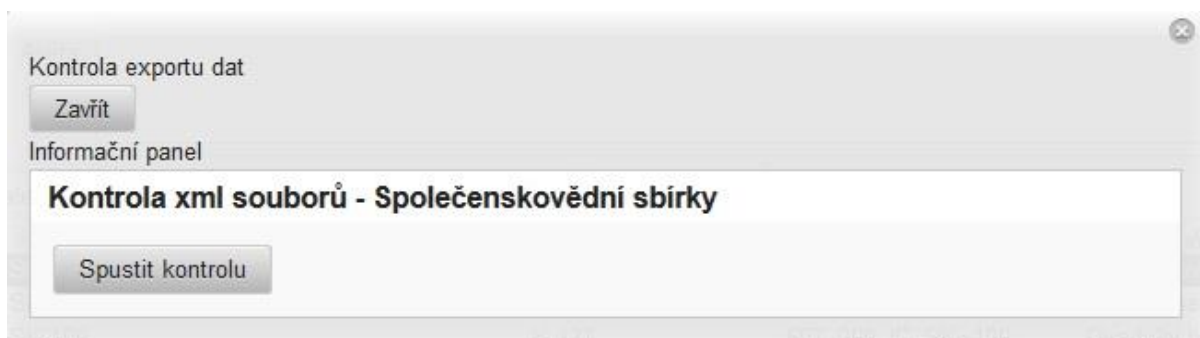 Kontrola exportu dat
Zavřít
Informační panel
Kontrola xml souborů - Společenskovědní sbírky
Spustit kontrolu